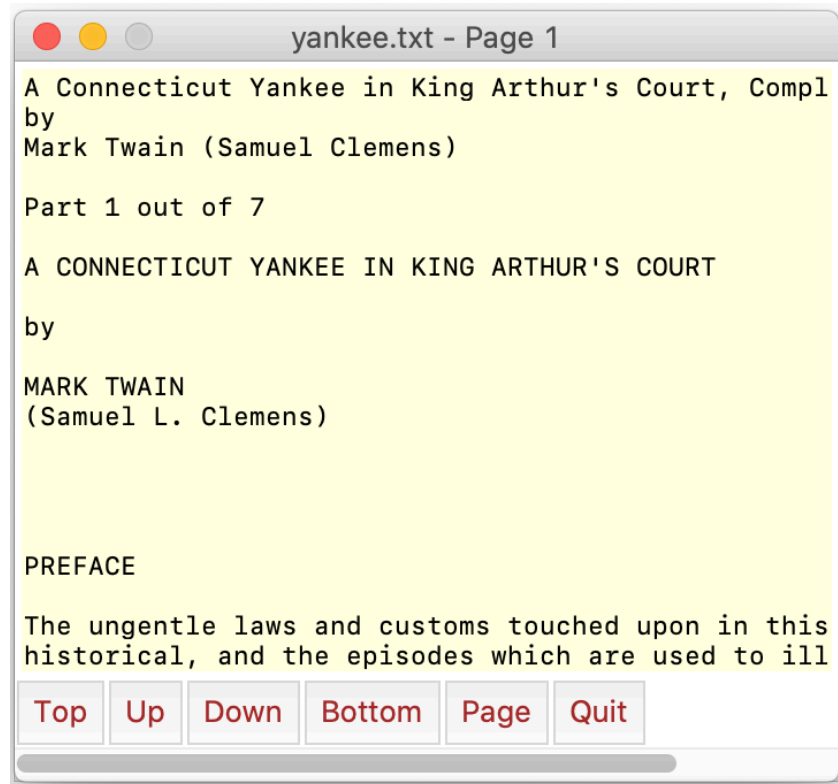 yankee.txt - Page 1
A Connecticut Yankee in King Arthur's Court, Compl
by
Mark Twain (Samuel Clemens)
Part 1 out of 7
A CONNECTICUT YANKEE IN KING ARTHUR'S COURT
by
MARK TWAIN
(Samuel L. Clemens)
PREFACE
The ungentle laws and customs touched upon in this
historical, and the episodes which are used to ill
Top Up Down Bottom Page Quit